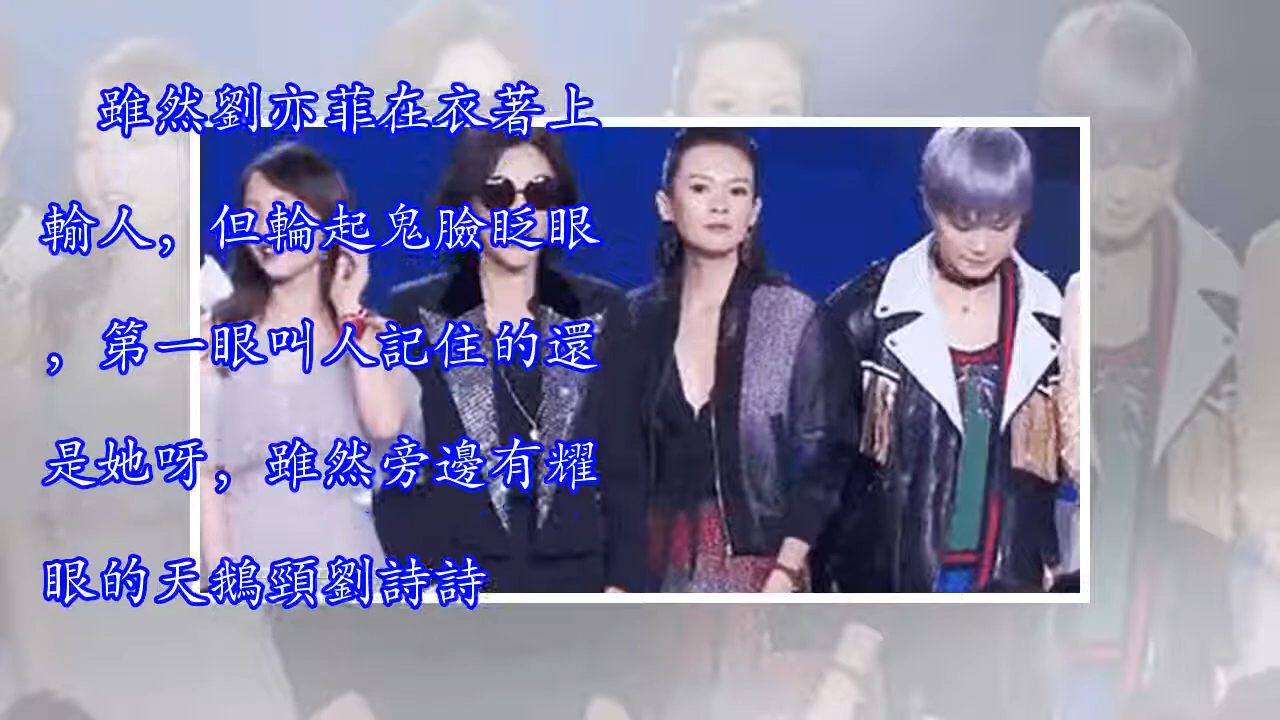 雖然劉亦菲在衣著上
輸人，但輪起鬼臉眨眼
，第一眼叫人記住的還
是她呀，雖然旁邊有耀
眼的天鵝頸劉詩詩